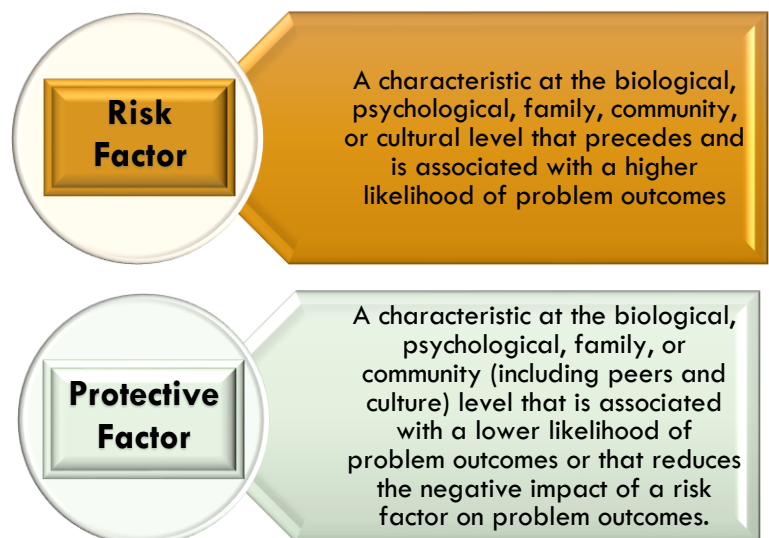 Risk
Factor
A characteristic at the biological,
psychological, family, community,
or cultural level that precedes and
is associated with a higher
likelihood of problem outcomes
Protective
Factor
A characteristic at the biological,
psychological, family, or
community (including peers and
culture) level that is associated
with a lower likelihood of
problem outcomes or that reduces
the negative impact of a risk
factor on problem outcomes.